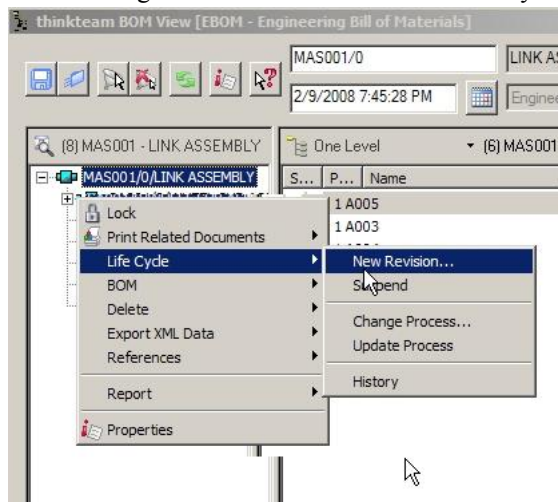 thinkteam BOM View [EBOM - Engineering Bill of Materials]
MAS001/0
LINK AS
2/9/2008 7:45:28 PM
Enginee
(8) MAS001 - LINK ASSEMBLY
One Level
(6) MAS001
MAS001/0/LINK ASSEMBLY
S... P... Name
1 A005
1 A003
Lock
Print Related Documents
Life Cycle
BOM
Delete
Export XML Data
References
Report
Properties
New Revision...
Suspend
Change Process...
Update Process
History